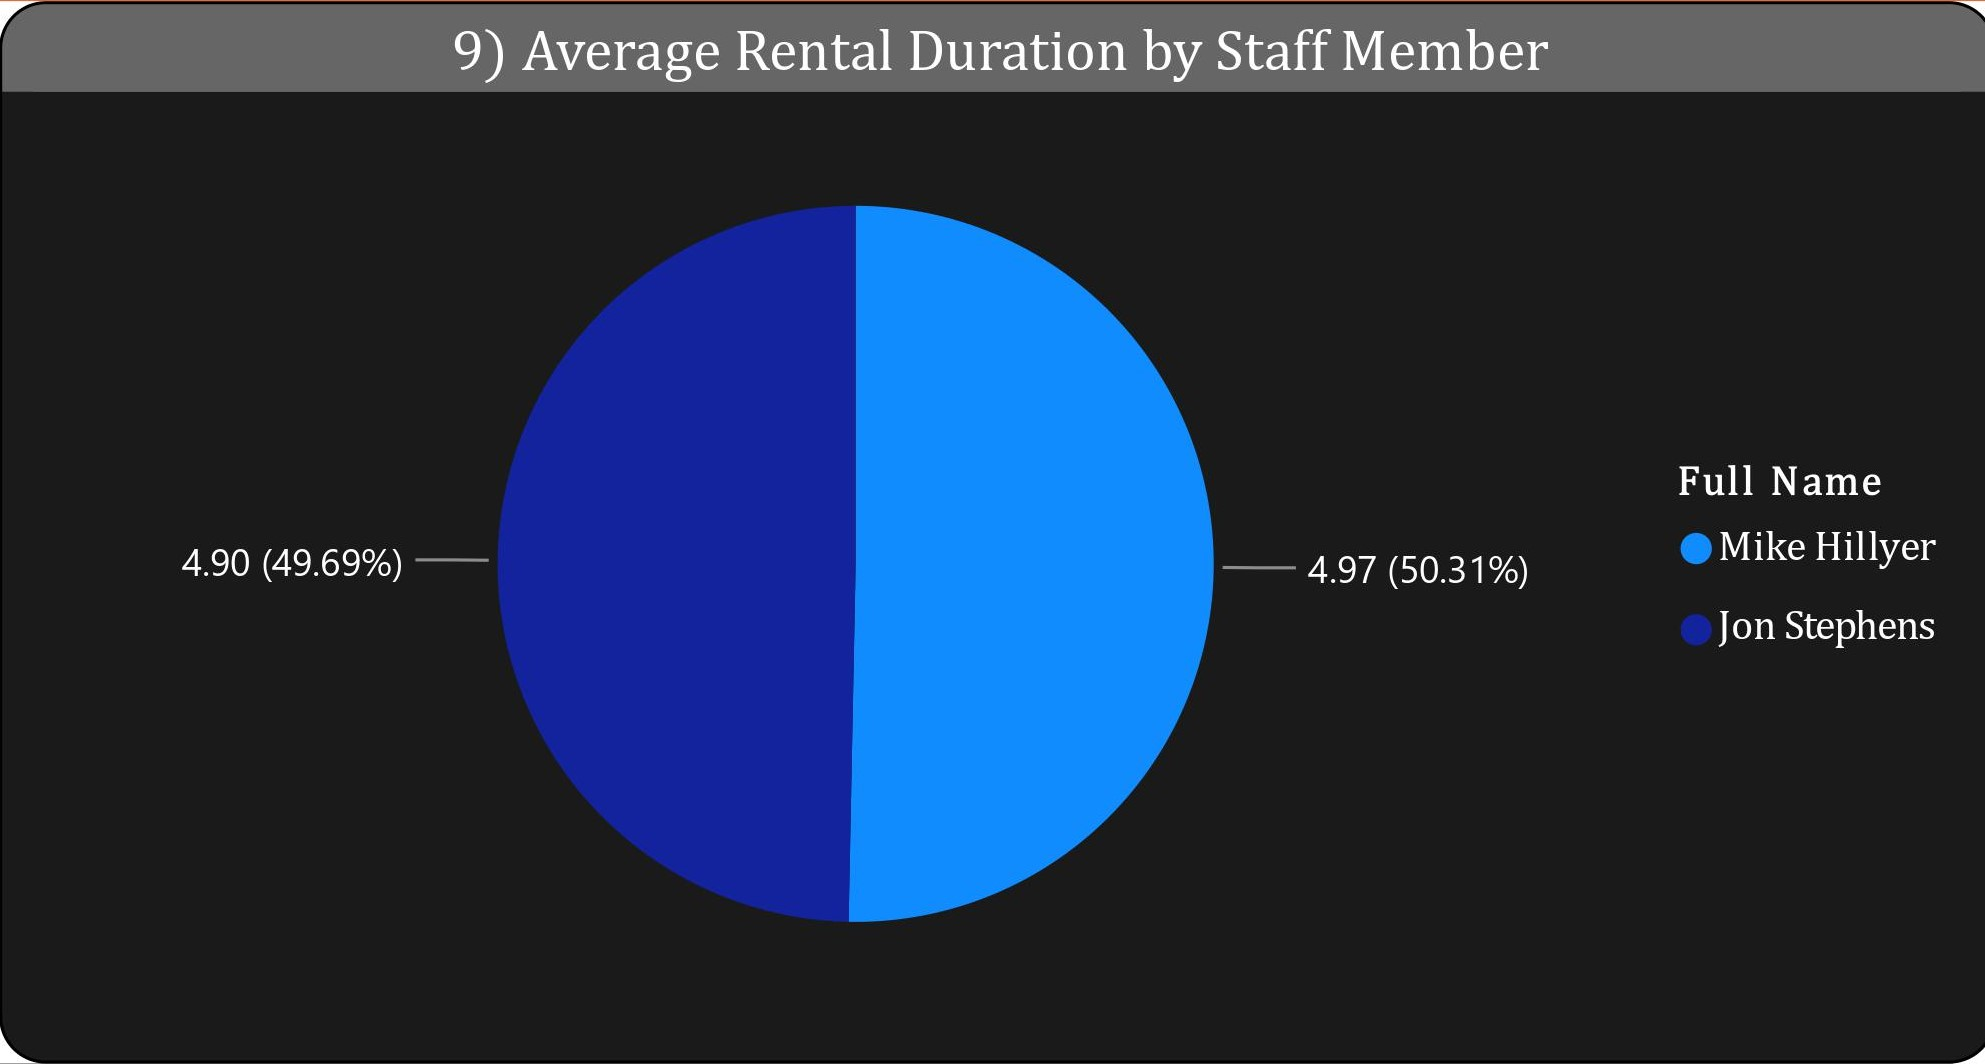 9) Average Rental Duration by Staff Member
4.90 (49.69%)
4.97 (50.31%)
Full Name
Mike Hillyer
Jon Stephens